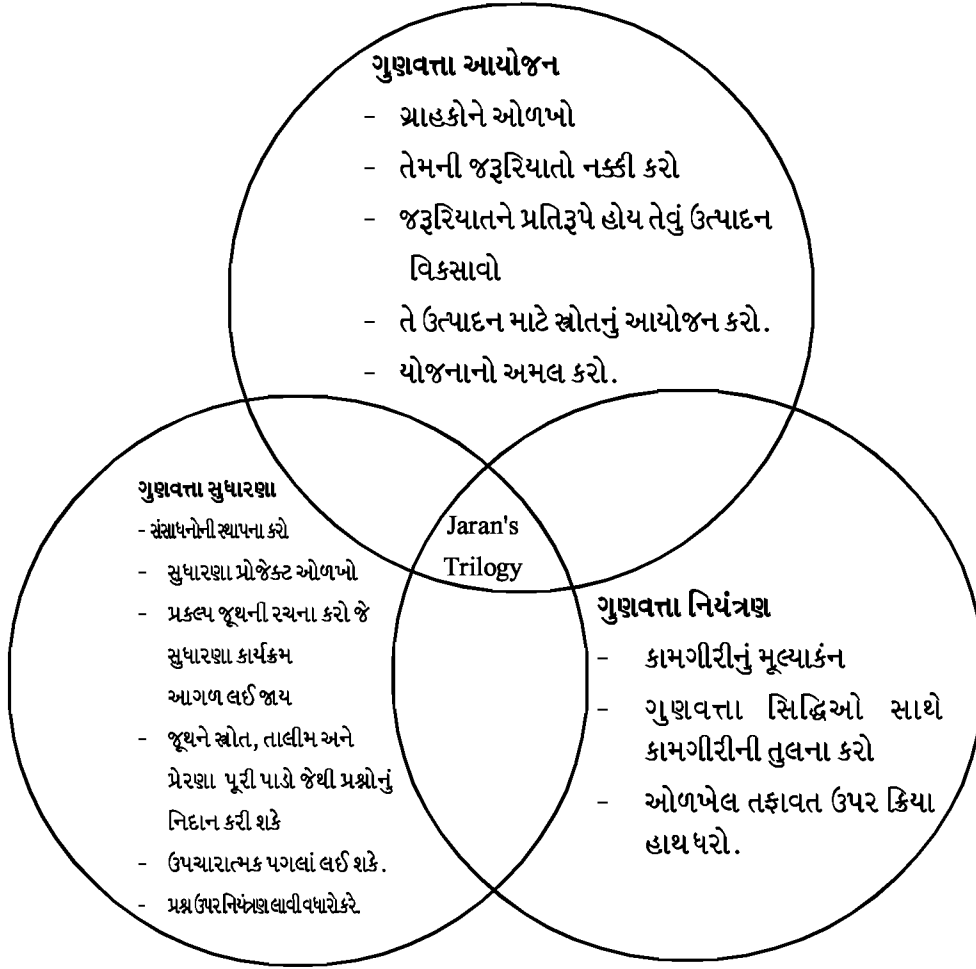 ગુણવત્તા આયોજન
- ગ્રાહકોને ઓળખો
- તેમની જરૂરિયાતો નક્કી કરો
- જરૂરિયાતને પ્રતિરૂપે હોય તેવું ઉત્પાદન
વિકસાવો
- તે ઉત્પાદન માટે સ્ત્રોતનું આયોજન કરો.
- યોજનાનો અમલ કરો.
ગુણવત્તા સુધારણા
- સંસાધનોની સ્થાપના કરો
- સુધારણા પ્રોજેક્ટ ઓળખો
- પ્રકલ્પ જૂથની રચના કરો જે
સુધારણા કાર્યક્રમ
આગળ લઈ જાય
- જૂથને સ્ત્રોત, તાલીમ અને
પ્રેરણા પૂરી પાડો જેથી પ્રશ્નોનું
નિદાન કરી શકે
- ઉપચારાત્મક પગલાં લઈ શકે.
- પ્રશ્ન ઉપર નિયંત્રણ લાવી વધારો કરે.
Jaran's
Trilogy
ગુણવત્તા નિયંત્રણ
- કામગીરીનું મૂલ્યાકંન
- ગુણવત્તા સિદ્ધિઓ સાથે
કામગીરીની તુલના કરો
- ઓળખેલ તફાવત ઉપર ક્રિયા
હાથ ધરો.